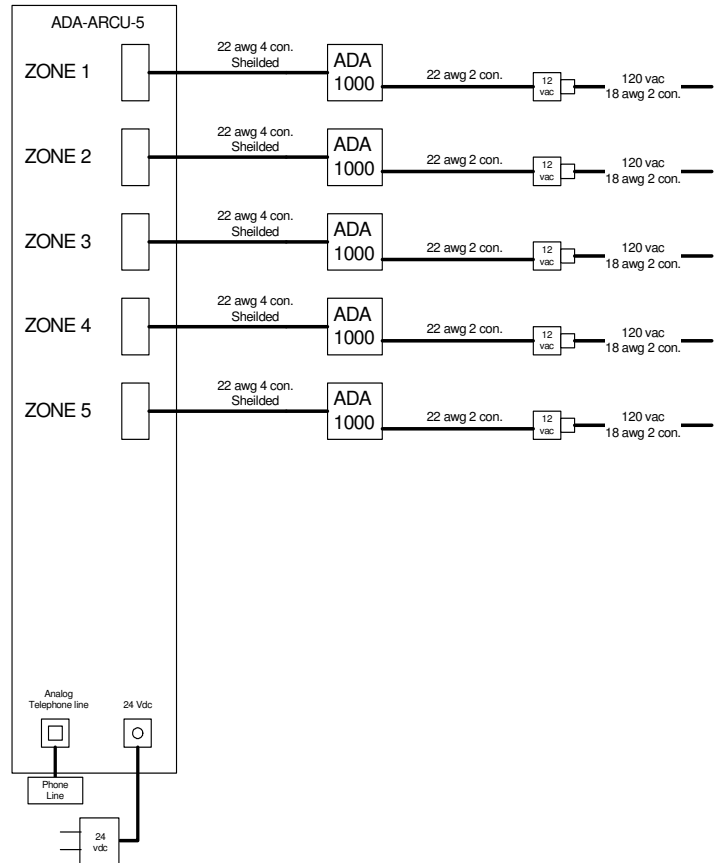 ADA-ARCU-5
ZONE 1
22 awg 4 con.
Sheilded
ADA
1000
22 awg 2 con.
12
vac
120 vac
18 awg 2 con.
ZONE 2
22 awg 4 con.
Sheilded
ADA
1000
22 awg 2 con.
12
vac
120 vac
18 awg 2 con.
ZONE 3
22 awg 4 con.
Sheilded
ADA
1000
22 awg 2 con.
12
vac
120 vac
18 awg 2 con.
ZONE 4
22 awg 4 con.
Sheilded
ADA
1000
22 awg 2 con.
12
vac
120 vac
18 awg 2 con.
ZONE 5
22 awg 4 con.
Sheilded
ADA
1000
22 awg 2 con.
12
vac
120 vac
18 awg 2 con.
Analog
Telephone line
24 Vdc
Phone
Line
24
vdc